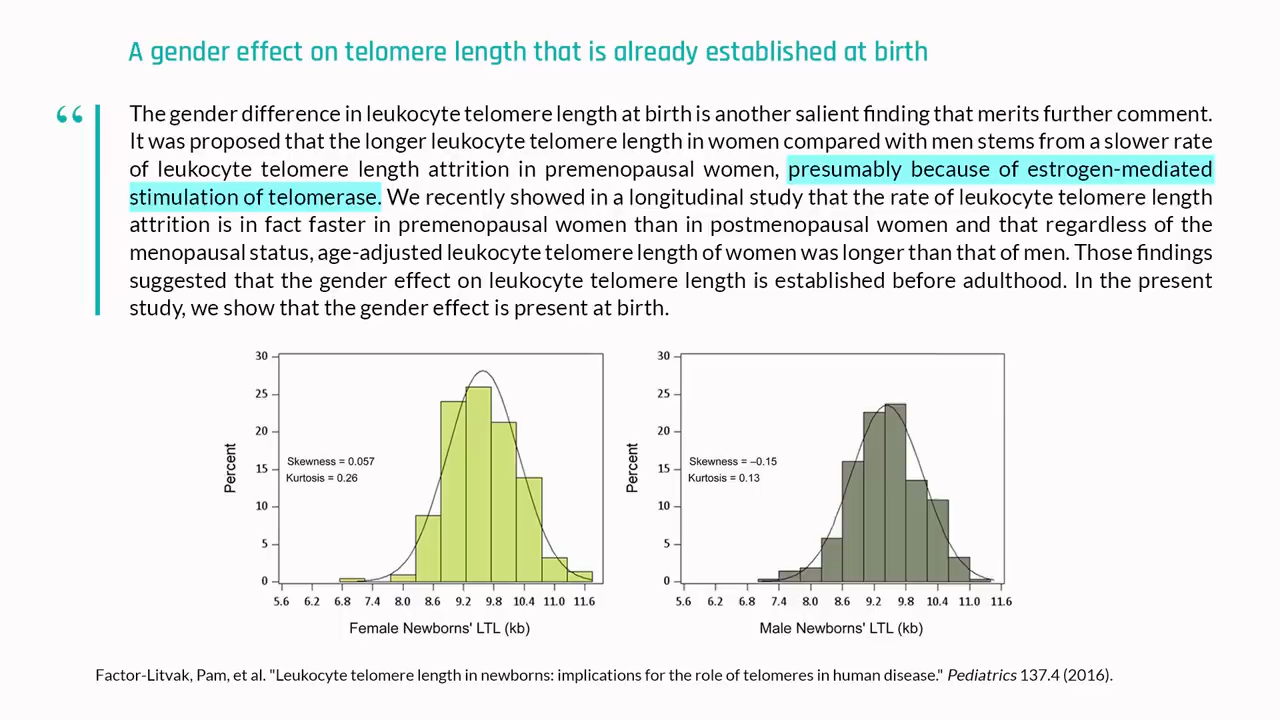 A gender effect on telomere length that is already established at birth
“
The gender difference in leukocyte telomere length at birth is another salient finding that merits further comment.
It was proposed that the longer leukocyte telomere length in women compared with men stems from a slower rate
of leukocyte telomere length attrition in premenopausal women, presumably because of estrogen-mediated
stimulation of telomerase. We recently showed in a longitudinal study that the rate of leukocyte telomere length
attrition is in fact faster in premenopausal women than in postmenopausal women and that regardless of the
menopausal status, age-adjusted leukocyte telomere length of women was longer than that of men. Those findings
suggested that the gender effect on leukocyte telomere length is established before adulthood. In the present
study, we show that the gender effect is present at birth.
30
25
20
15
10
5
0
Percent
Skewness = 0.057
Kurtosis = 0.26
5.6 6.2 6.8 7.4 8.0 8.6 9.2 9.8 10.4 11.0 11.6
Female Newborns' LTL (kb)
30
25
20
15
10
5
0
Percent
Skewness = –0.15
Kurtosis = 0.13
5.6 6.2 6.8 7.4 8.0 8.6 9.2 9.8 10.4 11.0 11.6
Male Newborns' LTL (kb)
Factor-Litvak, Pam, et al. "Leukocyte telomere length in newborns: implications for the role of telomeres in human disease." Pediatrics 137.4 (2016).